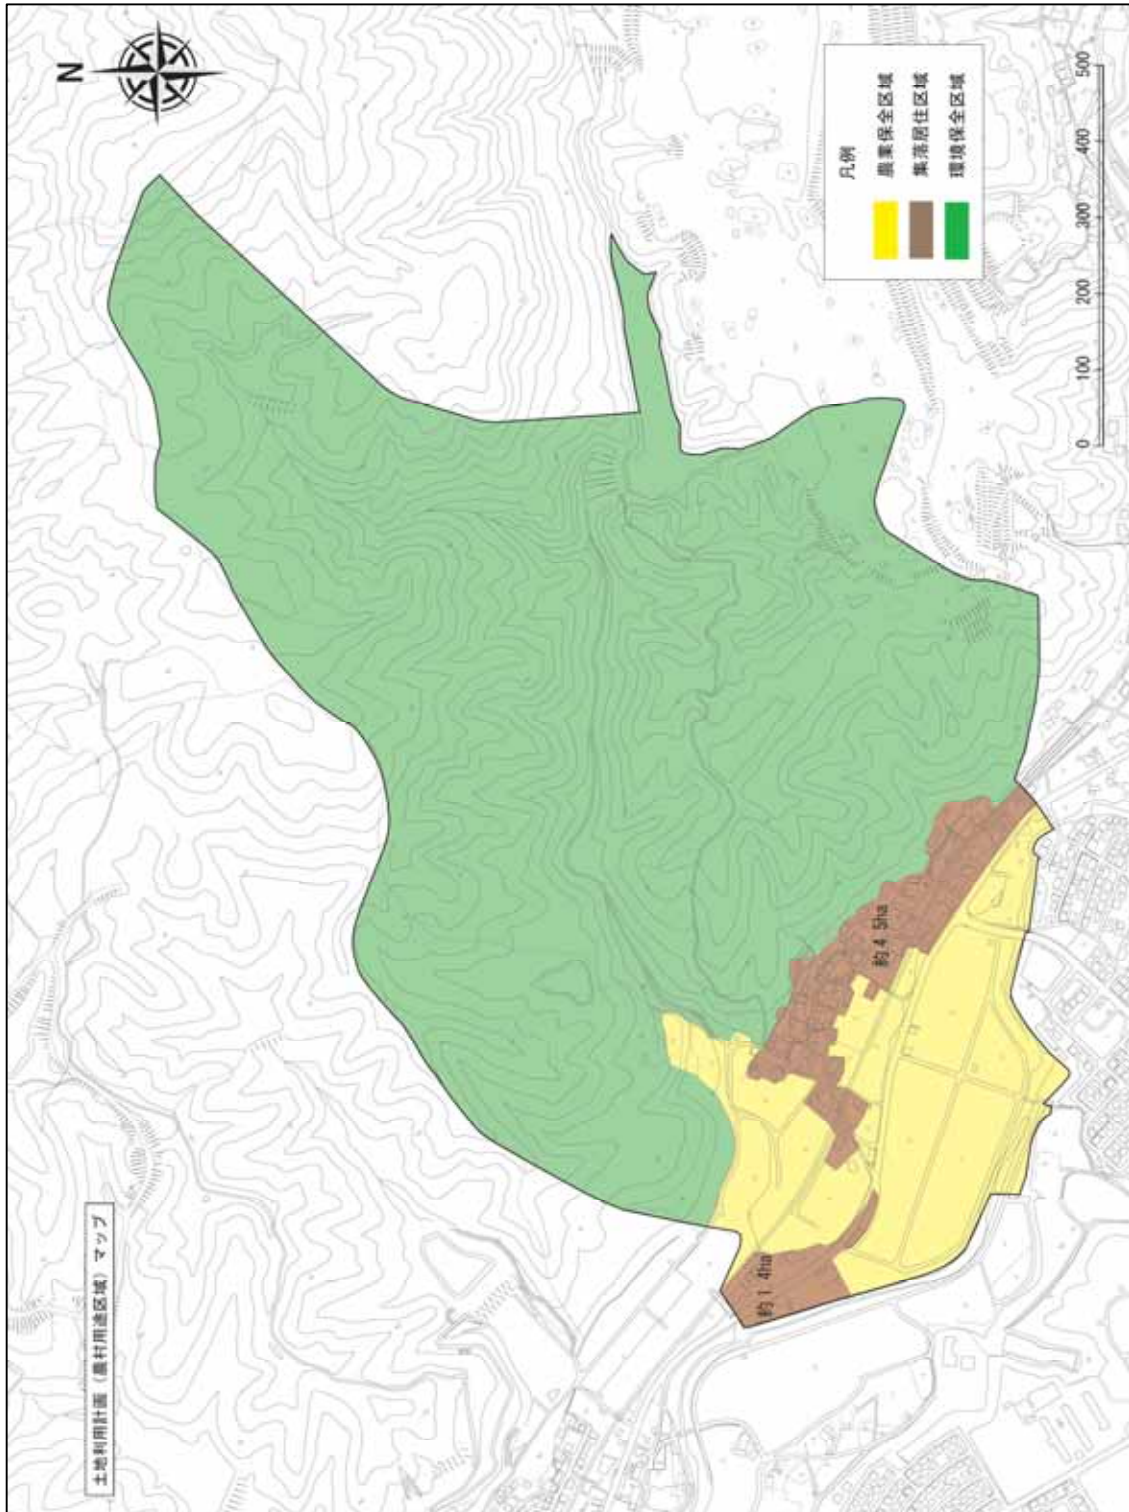 土地利用計画（農村用途区域）マップ
N
凡例
農業保全区域
集落居住区域
環境保全区域
0 100 200 300 400 500
約4.5ha
約1.4ha